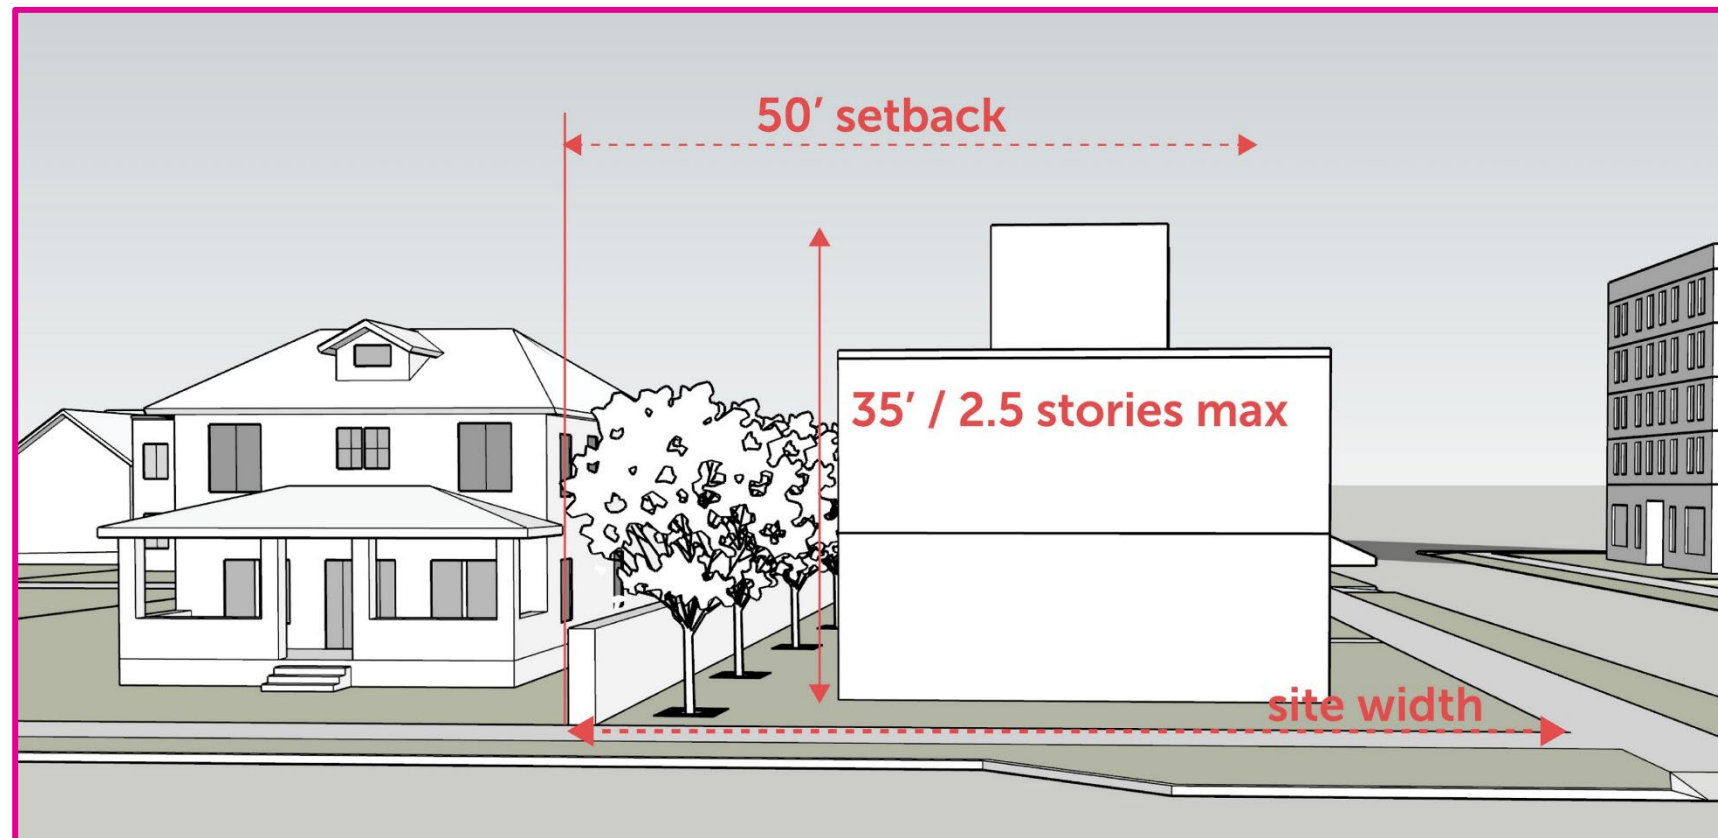 50’ setback
35’ / 2.5 stories max
site width